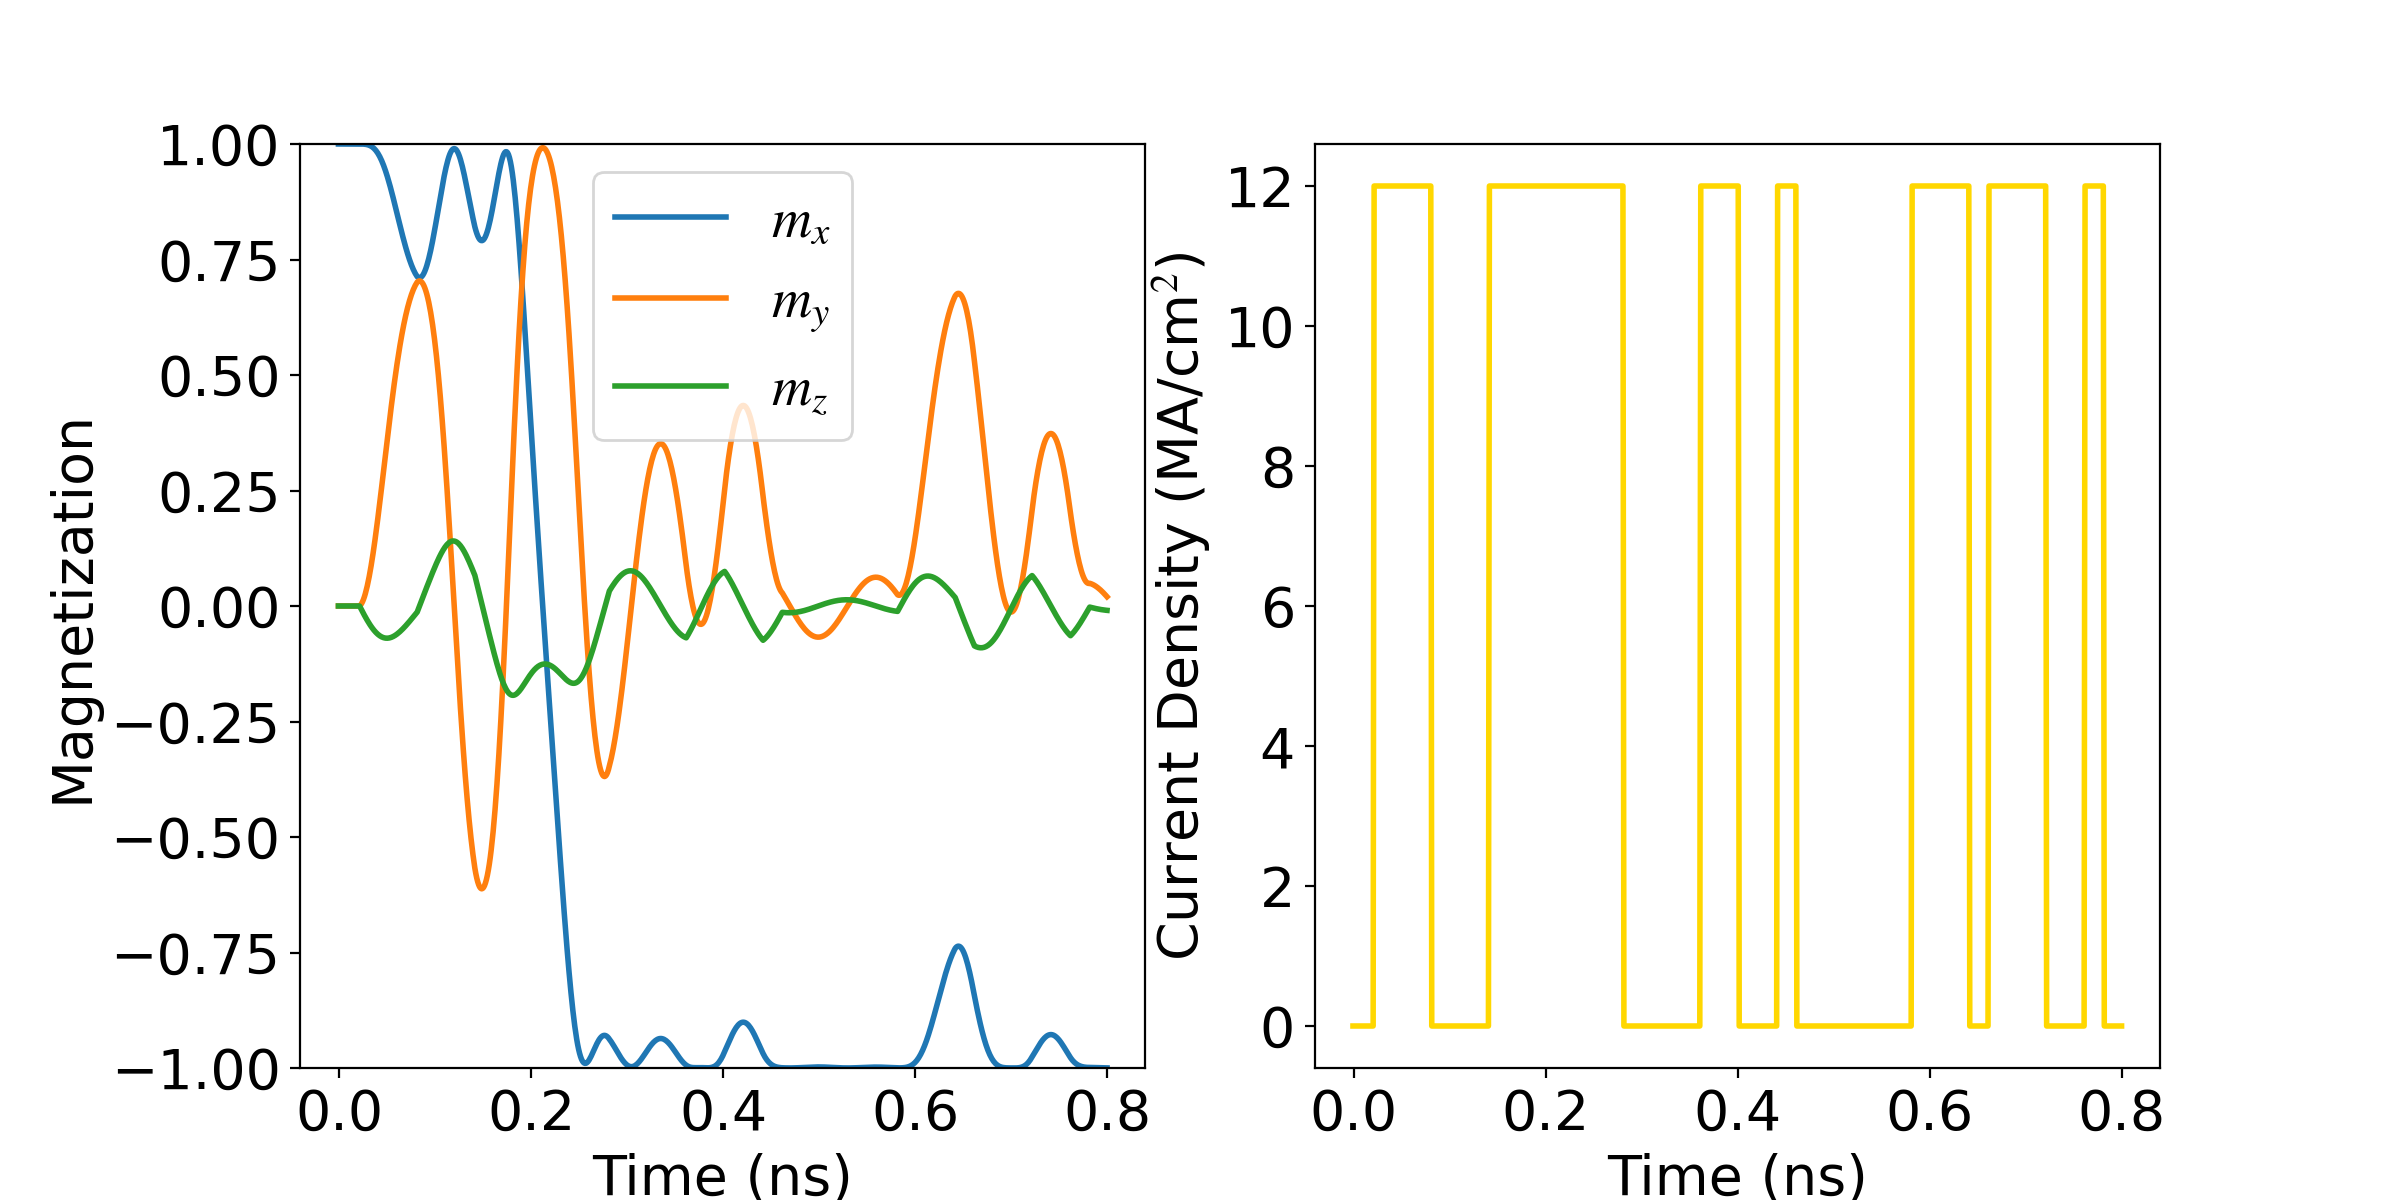 1.00
0.75
0.50
0.25
0.00
−0.25
−0.50
−0.75
−1.00
Magnetization
0.0 0.2 0.4 0.6 0.8
Time (ns)
m_x
m_y
m_z
12
10
8
6
4
2
0
Current Density (MA/cm²)
0.0 0.2 0.4 0.6 0.8
Time (ns)